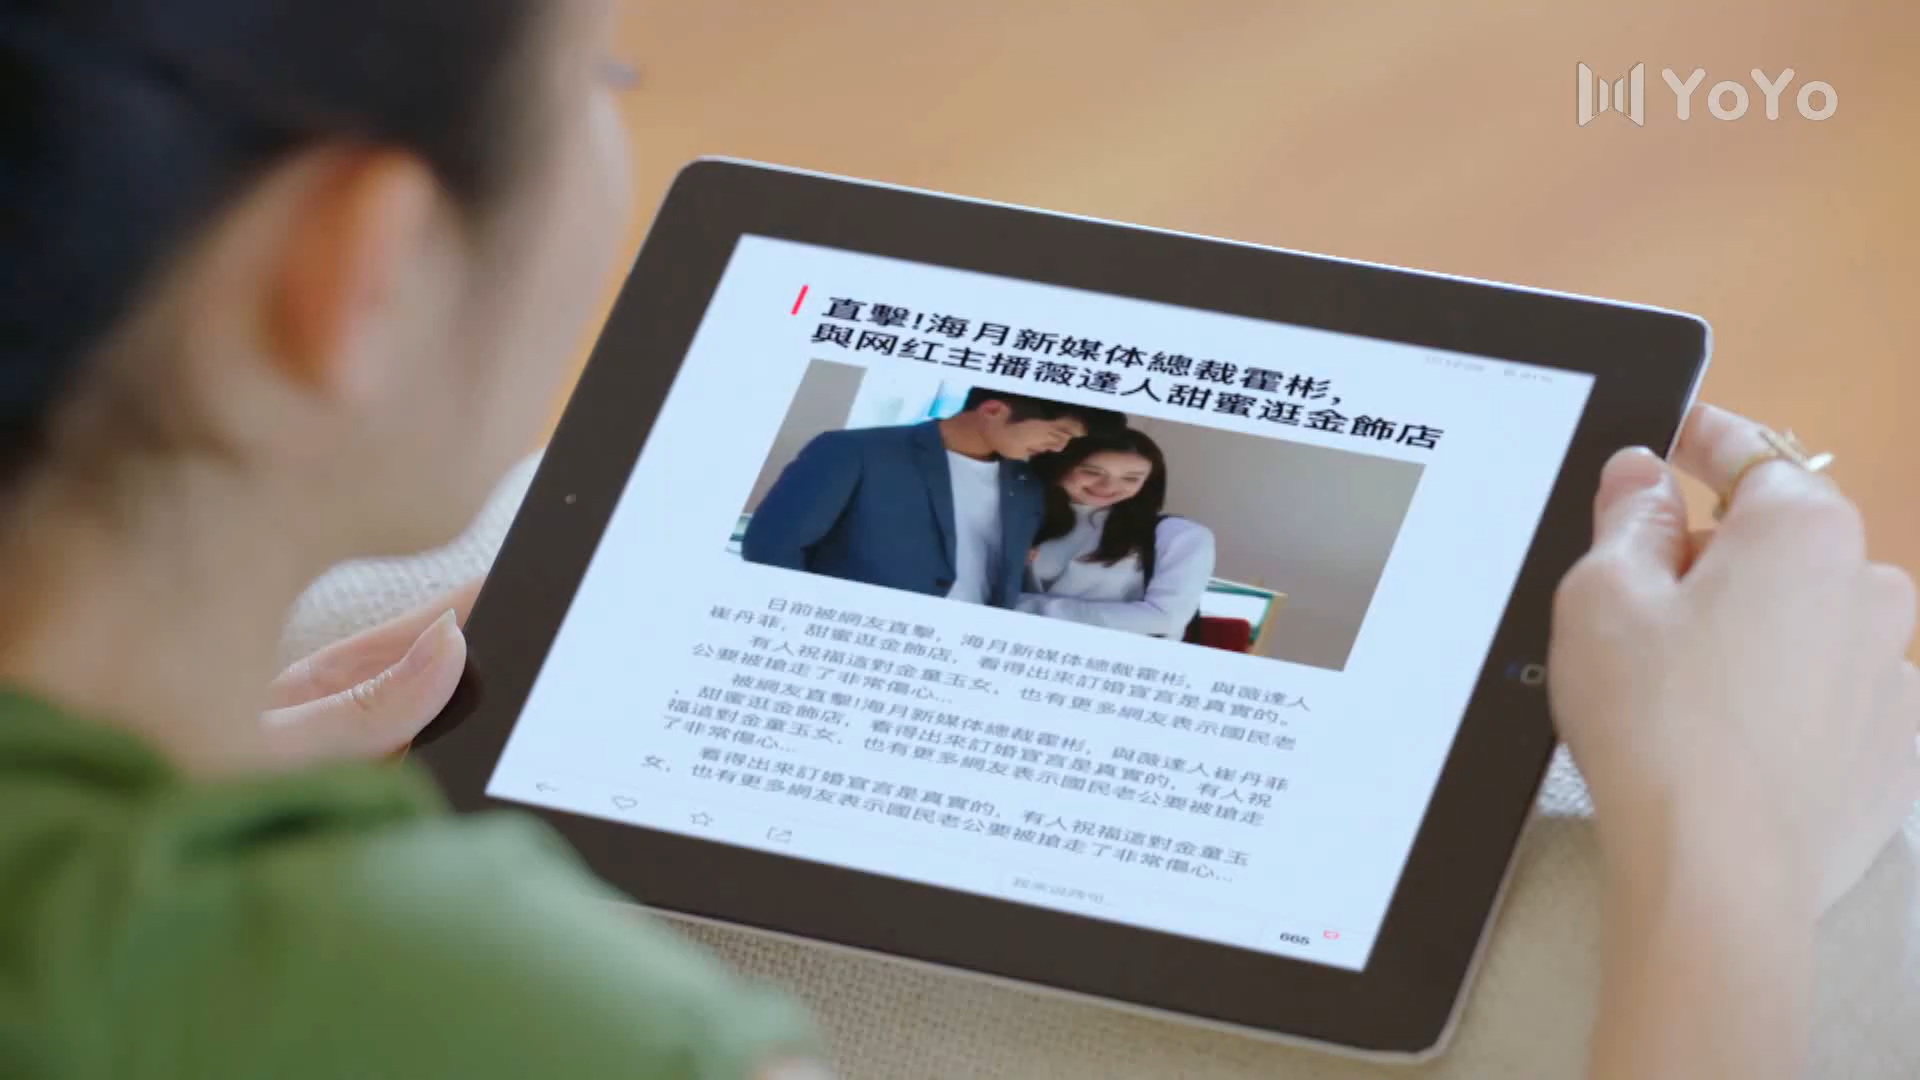 YoYo
直擊!海月新媒体總裁霍彬,
與网红主播薇達人甜蜜逛金飾店
日前被網友直擊，海月新媒体總裁霍彬，與薇達人
崔丹菲，甜蜜逛金飾店，看得出來訂婚宣言是真實的。
有人祝福這對金童玉女，也有更多網友表示國民老
公要被搶走了非常傷心...
被網友直擊!海月新媒体總裁霍彬，與薇達人崔丹菲
，甜蜜逛金飾店，看得出來訂婚宣言是真實的，有人祝
福這對金童玉女，也有更多網友表示國民老公要被搶走
了非常傷心...
看得出來訂婚宣言是真實的，有人祝福這對金童玉
女，也有更多網友表示國民老公要被搶走了非常傷心...
665